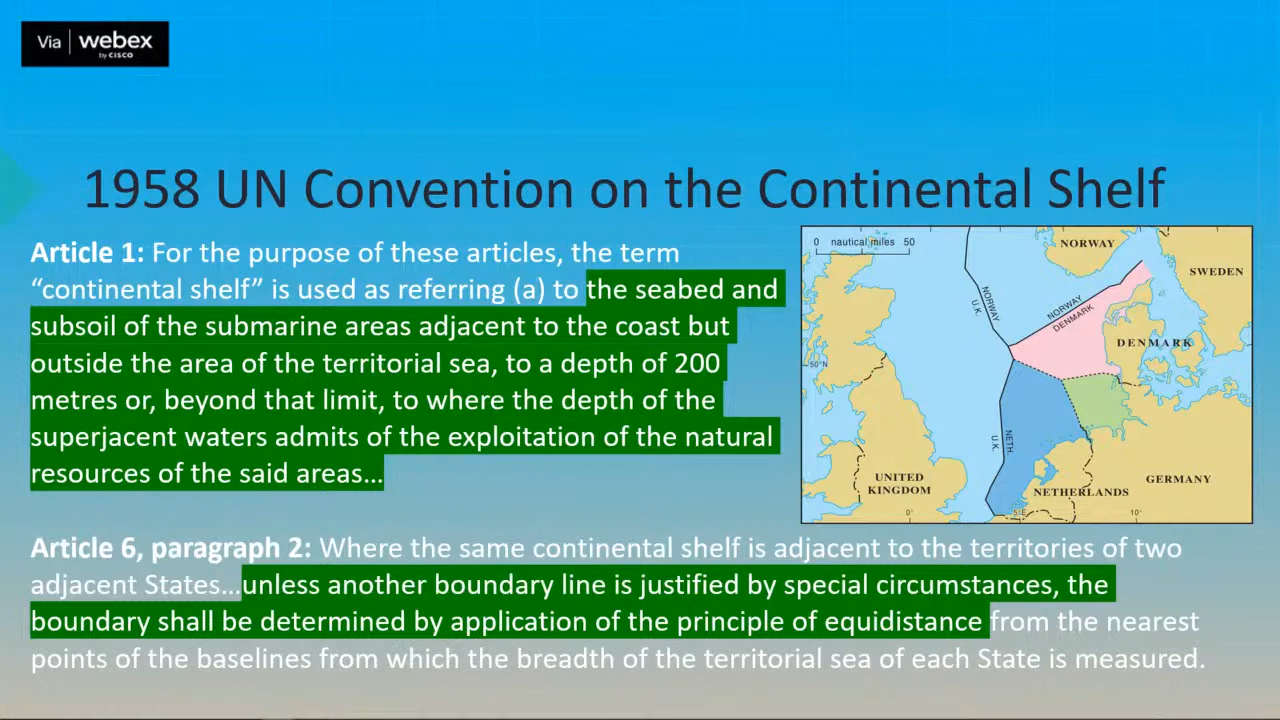 Via webex
by CISCO
1958 UN Convention on the Continental Shelf
Article 1: For the purpose of these articles, the term
“continental shelf” is used as referring (a) to the seabed and
subsoil of the submarine areas adjacent to the coast but
outside the area of the territorial sea, to a depth of 200
metres or, beyond that limit, to where the depth of the
superjacent waters admits of the exploitation of the natural
resources of the said areas…
0 nautical miles 50
NORWAY
SWEDEN
NORWAY
U.K.
NORWAY
DENMARK
DENMARK
50°N
NETH.
U.K.
UNITED
KINGDOM
GERMANY
NETHERLANDS
0°
5°E
10°
Article 6, paragraph 2: Where the same continental shelf is adjacent to the territories of two
adjacent States…unless another boundary line is justified by special circumstances, the
boundary shall be determined by application of the principle of equidistance from the nearest
points of the baselines from which the breadth of the territorial sea of each State is measured.